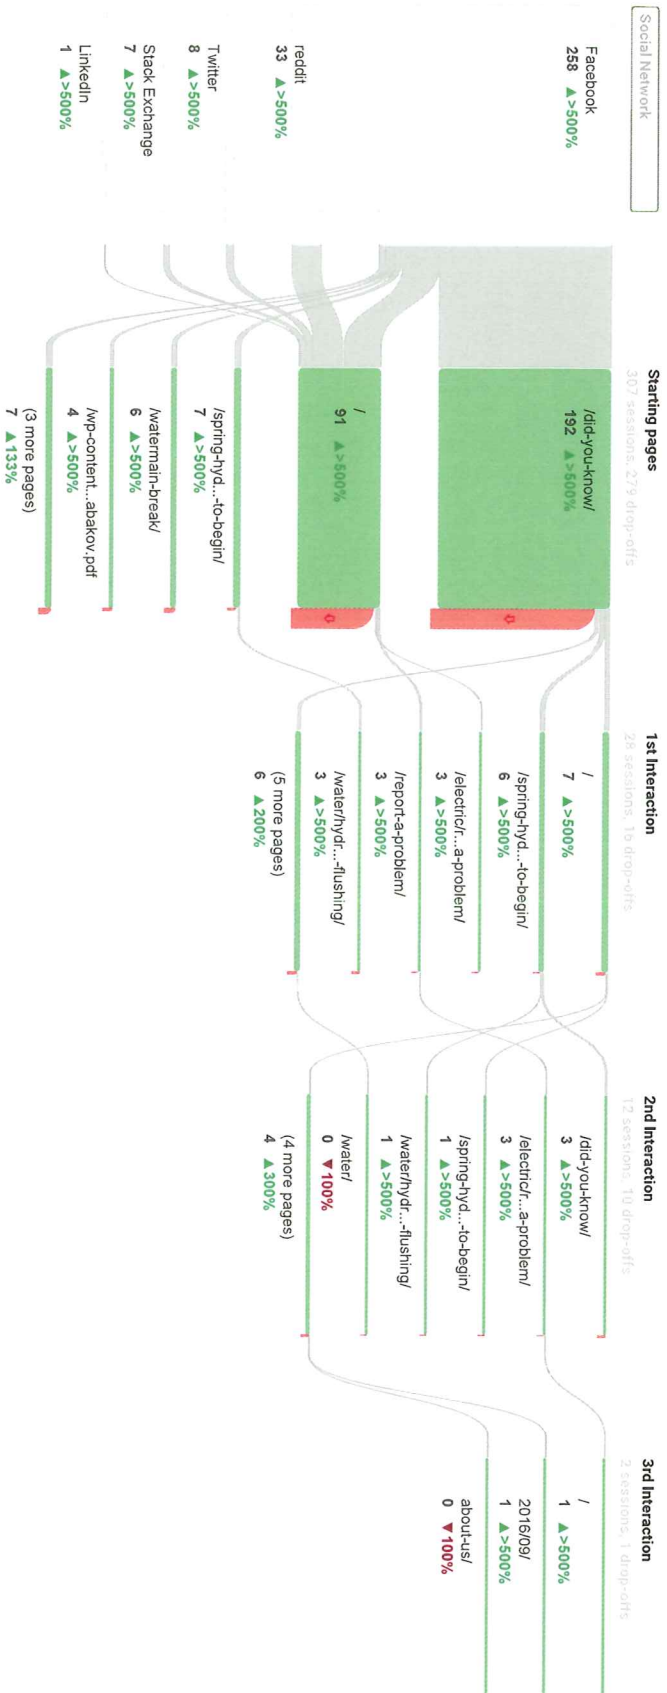 Social Network
Facebook
258 ▲>500%
reddit
33 ▲>500%
Twitter
8 ▲>500%
Stack Exchange
7 ▲>500%
LinkedIn
1 ▲>500%
Starting pages
307 sessions, 279 drop-offs
/did-you-know/
192 ▲>500%
/
91 ▲>500%
/spring-hyd...-to-begin/
7 ▲>500%
/watermain-break/
6 ▲>500%
/wp-content...abakov.pdf
4 ▲>500%
(3 more pages)
7 ▲133%
1st Interaction
28 sessions, 16 drop-offs
/
7 ▲>500%
/spring-hyd...-to-begin/
6 ▲>500%
/electric/r...a-problem/
3 ▲>500%
/report-a-problem/
3 ▲>500%
/water/hydr...-flushing/
3 ▲>500%
(5 more pages)
6 ▲200%
2nd Interaction
12 sessions, 10 drop-offs
/did-you-know/
3 ▲>500%
/electric/r...a-problem/
3 ▲>500%
/spring-hyd...-to-begin/
1 ▲>500%
/water/hydr...-flushing/
1 ▲>500%
/water/
0 ▼100%
(4 more pages)
4 ▲300%
3rd Interaction
2 sessions, 1 drop-offs
/
1 ▲>500%
2016/09/
1 ▲>500%
about-us/
0 ▼100%